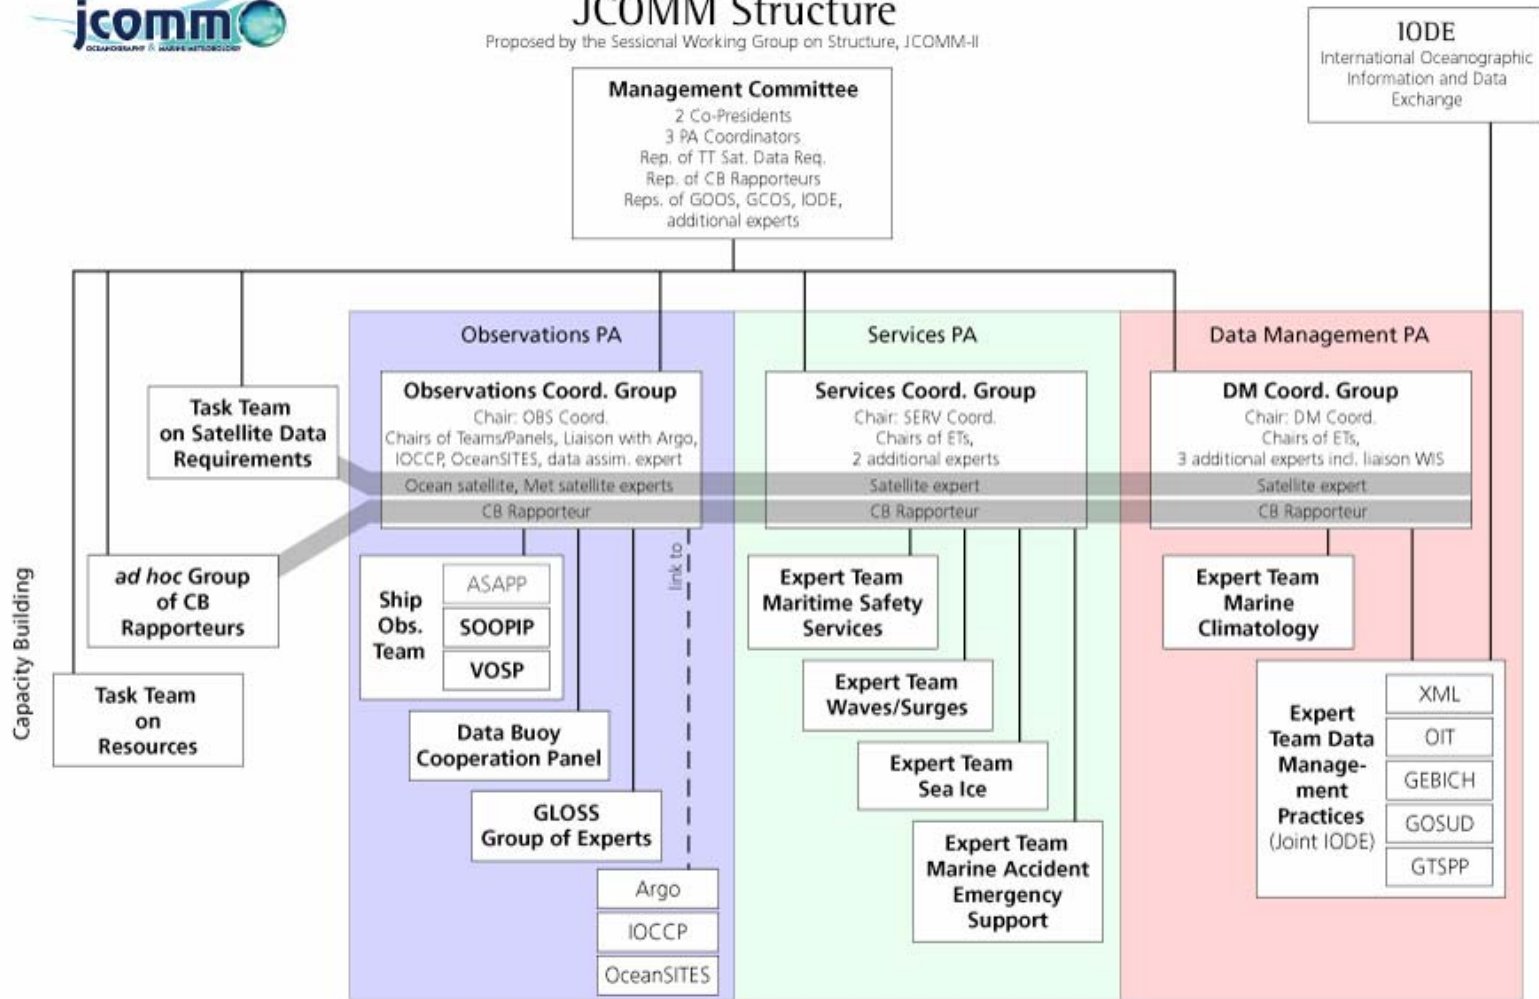 jcomm
OCEANOGRAPHY & MARINE METEOROLOGY
JCOMM Structure
Proposed by the Sessional Working Group on Structure, JCOMM-II
IODE
International Oceanographic
Information and Data
Exchange
Management Committee
2 Co-Presidents
3 PA Coordinators
Rep. of TT Sat. Data Req.
Rep. of CB Rapporteurs
Reps. of GOOS, GCOS, IODE,
additional experts
Capacity Building
Task Team
on Satellite Data
Requirements
ad hoc Group
of CB
Rapporteurs
Task Team
on
Resources
Observations PA
Observations Coord. Group
Chair: OBS Coord.
Chairs of Teams/Panels, Liaison with Argo,
IOCCP, OceanSITES, data assim. expert
Ocean satellite, Met satellite experts
CB Rapporteur
Ship
Obs.
Team
ASAPP
SOOPIP
VOSP
link to
Data Buoy
Cooperation Panel
GLOSS
Group of Experts
Argo
IOCCP
OceanSITES
Services PA
Services Coord. Group
Chair: SERV Coord.
Chairs of ETs,
2 additional experts
Satellite expert
CB Rapporteur
Expert Team
Maritime Safety
Services
Expert Team
Waves/Surges
Expert Team
Sea Ice
Expert Team
Marine Accident
Emergency
Support
Data Management PA
DM Coord. Group
Chair: DM Coord.
Chairs of ETs,
3 additional experts incl. liaison WIS
Satellite expert
CB Rapporteur
Expert Team
Marine
Climatology
Expert
Team Data
Manage-
ment
Practices
(Joint IODE)
XML
OIT
GEBICH
GOSUD
GTSPP